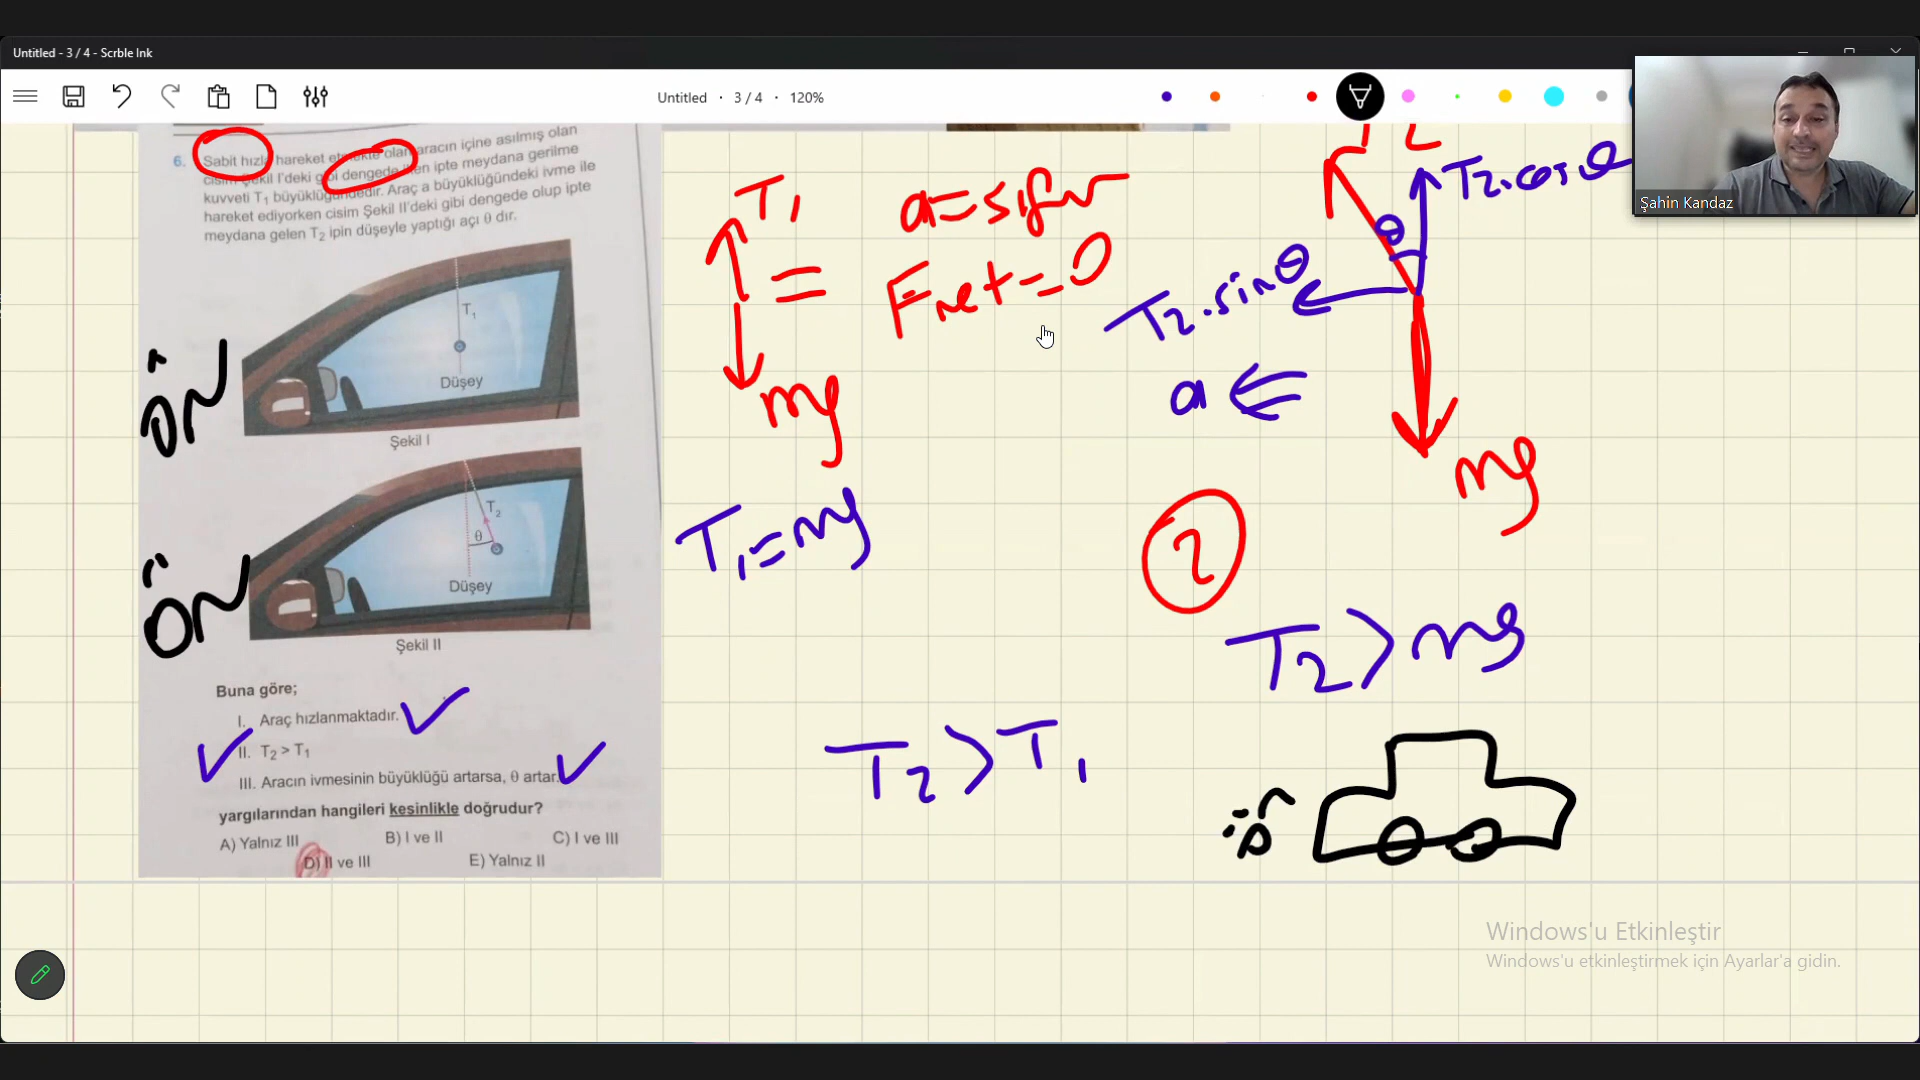 Untitled - 3 / 4 - Scrble Ink
Untitled · 3 / 4 · 120%
Şahin Kandaz
6. Sabit hızla hareket etmekte olan aracın içine asılmış olan
cisim Şekil I'deki gibi dengede iken ipte meydana gerilme
kuvveti T₁ büyüklüğündedir. Araç a büyüklüğündeki ivme ile
hareket ediyorken cisim Şekil II'deki gibi dengede olup ipte
meydana gelen T₂ ipin düşeyle yaptığı açı θ dır.
T₁
Düşey
Şekil I
ÖN
T₂
θ
Düşey
Şekil II
ÖN
Buna göre;
I. Araç hızlanmaktadır.
II. T₂ > T₁
III. Aracın ivmesinin büyüklüğü artarsa, θ artar.
yargılarından hangileri kesinlikle doğrudur?
A) Yalnız III B) I ve II C) I ve III
D) II ve III E) Yalnız II
T₁
=
mg
a = sıfır
Fnet = 0
T₁ = mg
T₂.cosθ
θ
T₂.sinθ
a
mg
2
T₂ > mg
T₂ > T₁
Windows'u Etkinleştir
Windows'u etkinleştirmek için Ayarlar'a gidin.